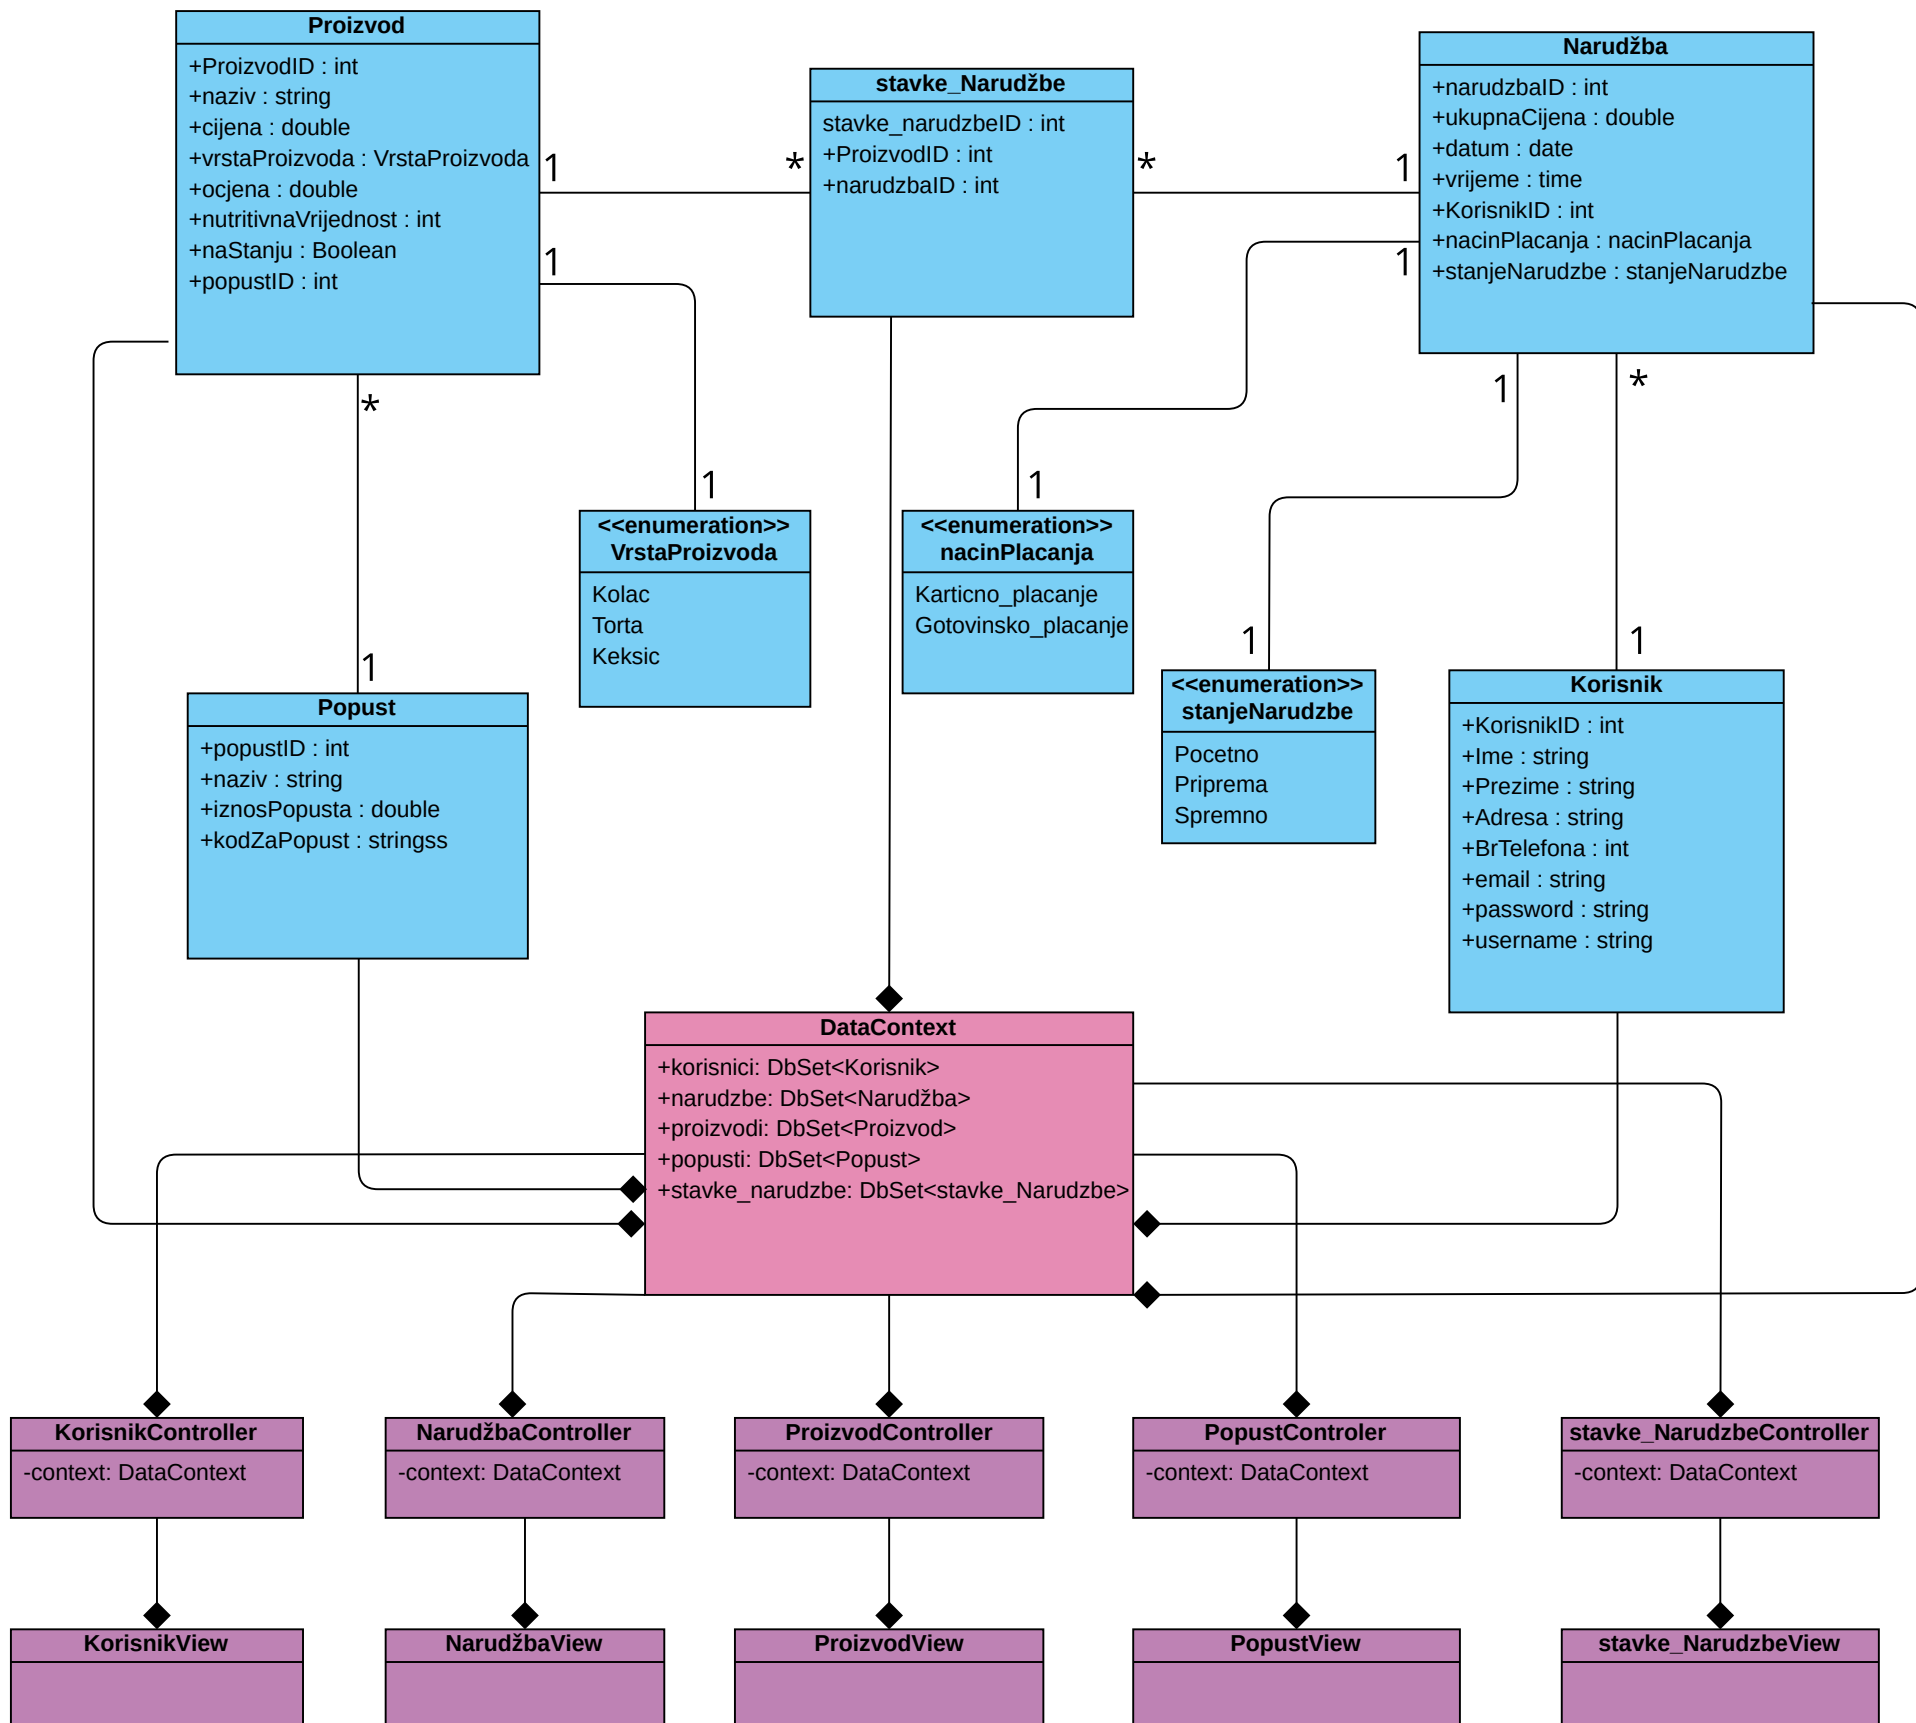 Proizvod
+ProizvodID : int
+naziv : string
+cijena : double
+vrstaProizvoda : VrstaProizvoda
+ocjena : double
+nutritivnaVrijednost : int
+naStanju : Boolean
+popustID : int
1
*
1
stavke_Narudžbe
stavke_narudzbeID : int
+ProizvodID : int
+narudzbaID : int
*
1
1
Narudžba
+narudzbaID : int
+ukupnaCijena : double
+datum : date
+vrijeme : time
+KorisnikID : int
+nacinPlacanja : nacinPlacanja
+stanjeNarudzbe : stanjeNarudzbe
*
1
*
1
1
1
1
1
<<enumeration>>
VrstaProizvoda
Kolac
Torta
Keksic
<<enumeration>>
nacinPlacanja
Karticno_placanje
Gotovinsko_placanje
<<enumeration>>
stanjeNarudzbe
Pocetno
Priprema
Spremno
Popust
+popustID : int
+naziv : string
+iznosPopusta : double
+kodZaPopust : stringss
Korisnik
+KorisnikID : int
+Ime : string
+Prezime : string
+Adresa : string
+BrTelefona : int
+email : string
+password : string
+username : string
DataContext
+korisnici: DbSet<Korisnik>
+narudzbe: DbSet<Narudžba>
+proizvodi: DbSet<Proizvod>
+popusti: DbSet<Popust>
+stavke_narudzbe: DbSet<stavke_Narudzbe>
KorisnikController
-context: DataContext
NarudžbaController
-context: DataContext
ProizvodController
-context: DataContext
PopustControler
-context: DataContext
stavke_NarudzbeController
-context: DataContext
KorisnikView
NarudžbaView
ProizvodView
PopustView
stavke_NarudzbeView